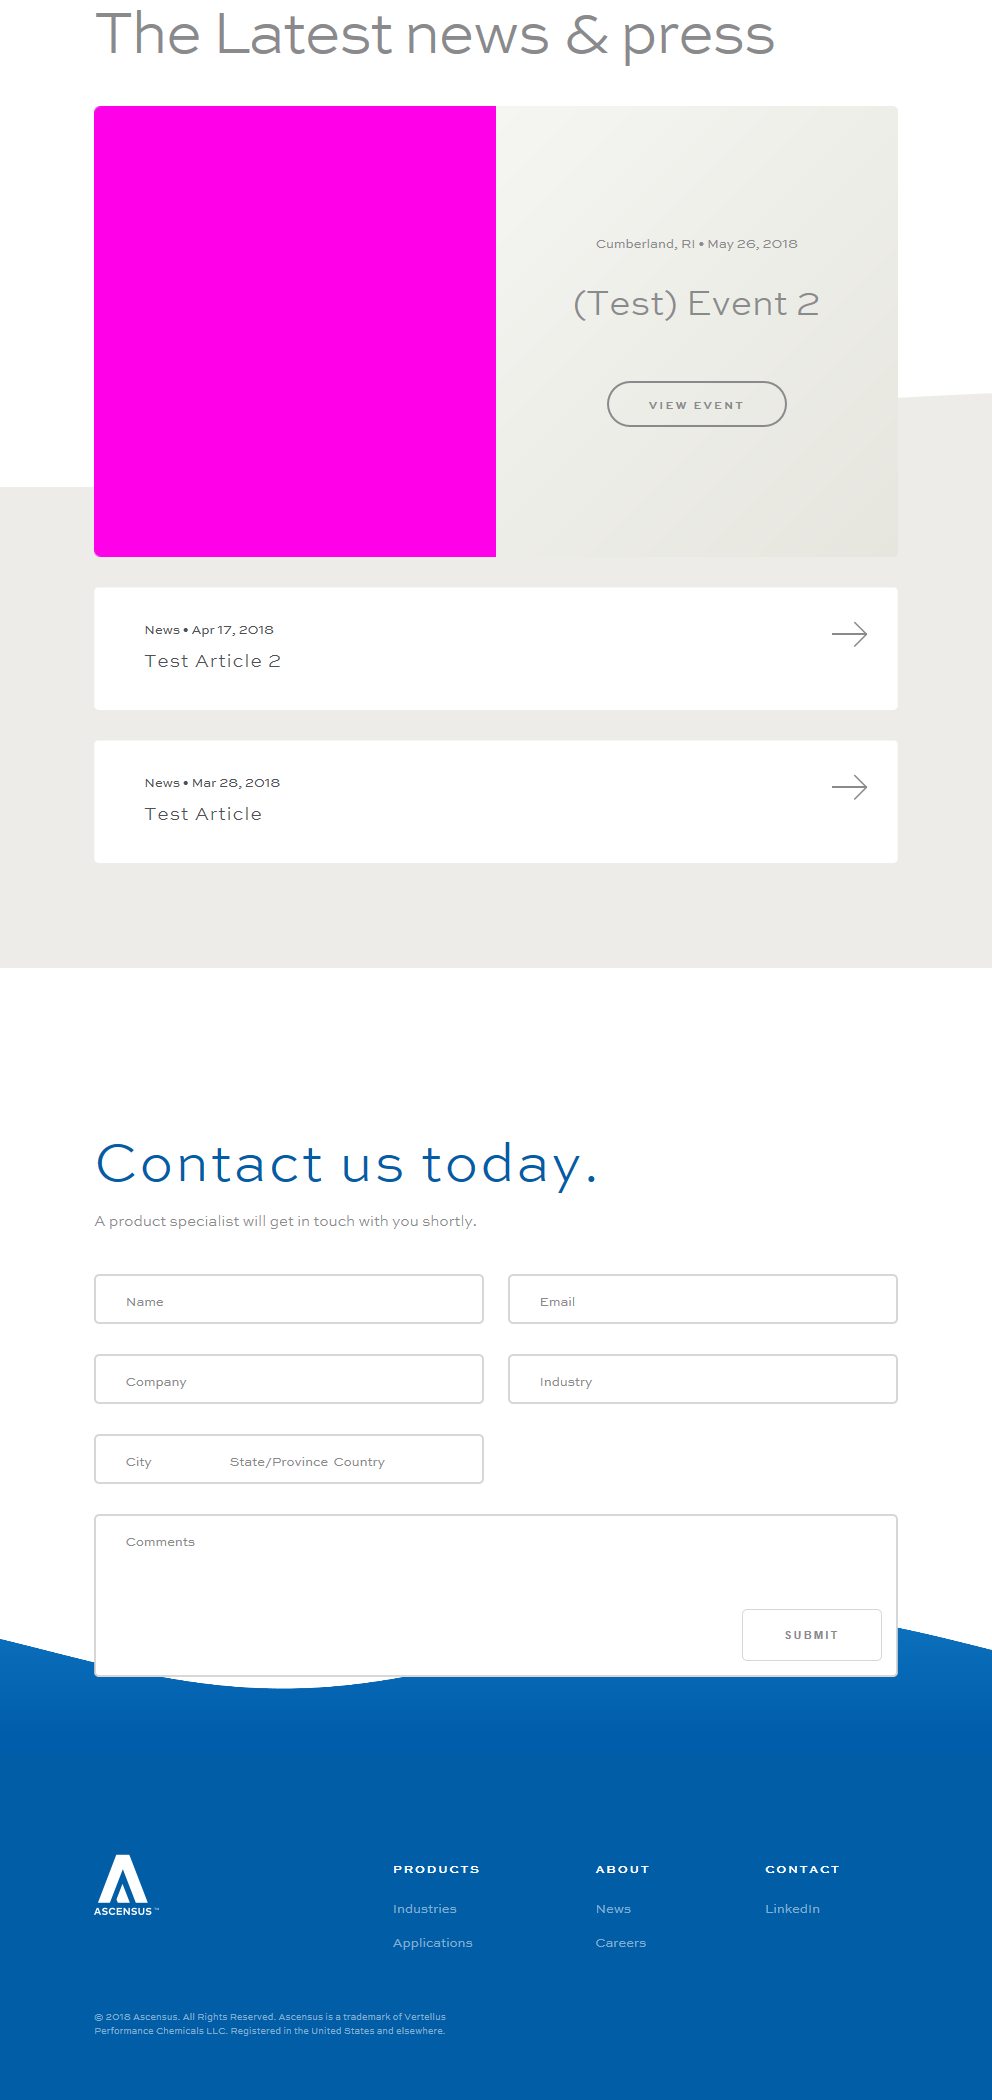 The Latest news & press
Cumberland, RI • May 26, 2018
(Test) Event 2
VIEW EVENT
News • Apr 17, 2018
Test Article 2
News • Mar 28, 2018
Test Article
Contact us today.
A product specialist will get in touch with you shortly.
Name
Email
Company
Industry
City
State/Province
Country
Comments
SUBMIT
ASCENSUS™
PRODUCTS
Industries
Applications
ABOUT
News
Careers
CONTACT
LinkedIn
© 2018 Ascensus. All Rights Reserved. Ascensus is a trademark of Vertellus
Performance Chemicals LLC. Registered in the United States and elsewhere.